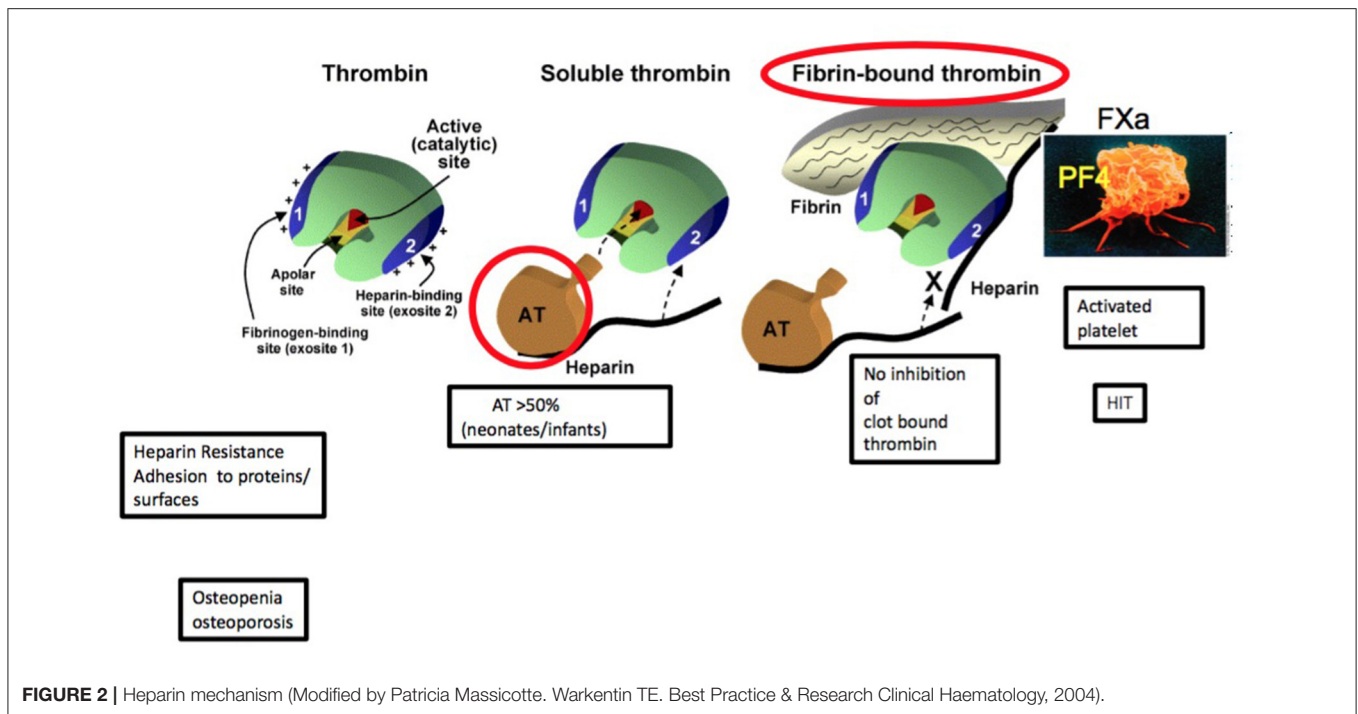 Thrombin
Active
(catalytic)
site
+
+
+
+
1
2
+
+
+
+
Apolar
site
Heparin-binding
site (exosite 2)
Fibrinogen-binding
site (exosite 1)
Soluble thrombin
1
2
AT
Heparin
AT >50%
(neonates/infants)
Fibrin-bound thrombin
Fibrin
1
2
X
Heparin
AT
No inhibition
of
clot bound
thrombin
FXa
PF4
Activated
platelet
HIT
Heparin Resistance
Adhesion to proteins/
surfaces
Osteopenia
osteoporosis
FIGURE 2 | Heparin mechanism (Modified by Patricia Massicotte. Warkentin TE. Best Practice & Research Clinical Haematology, 2004).